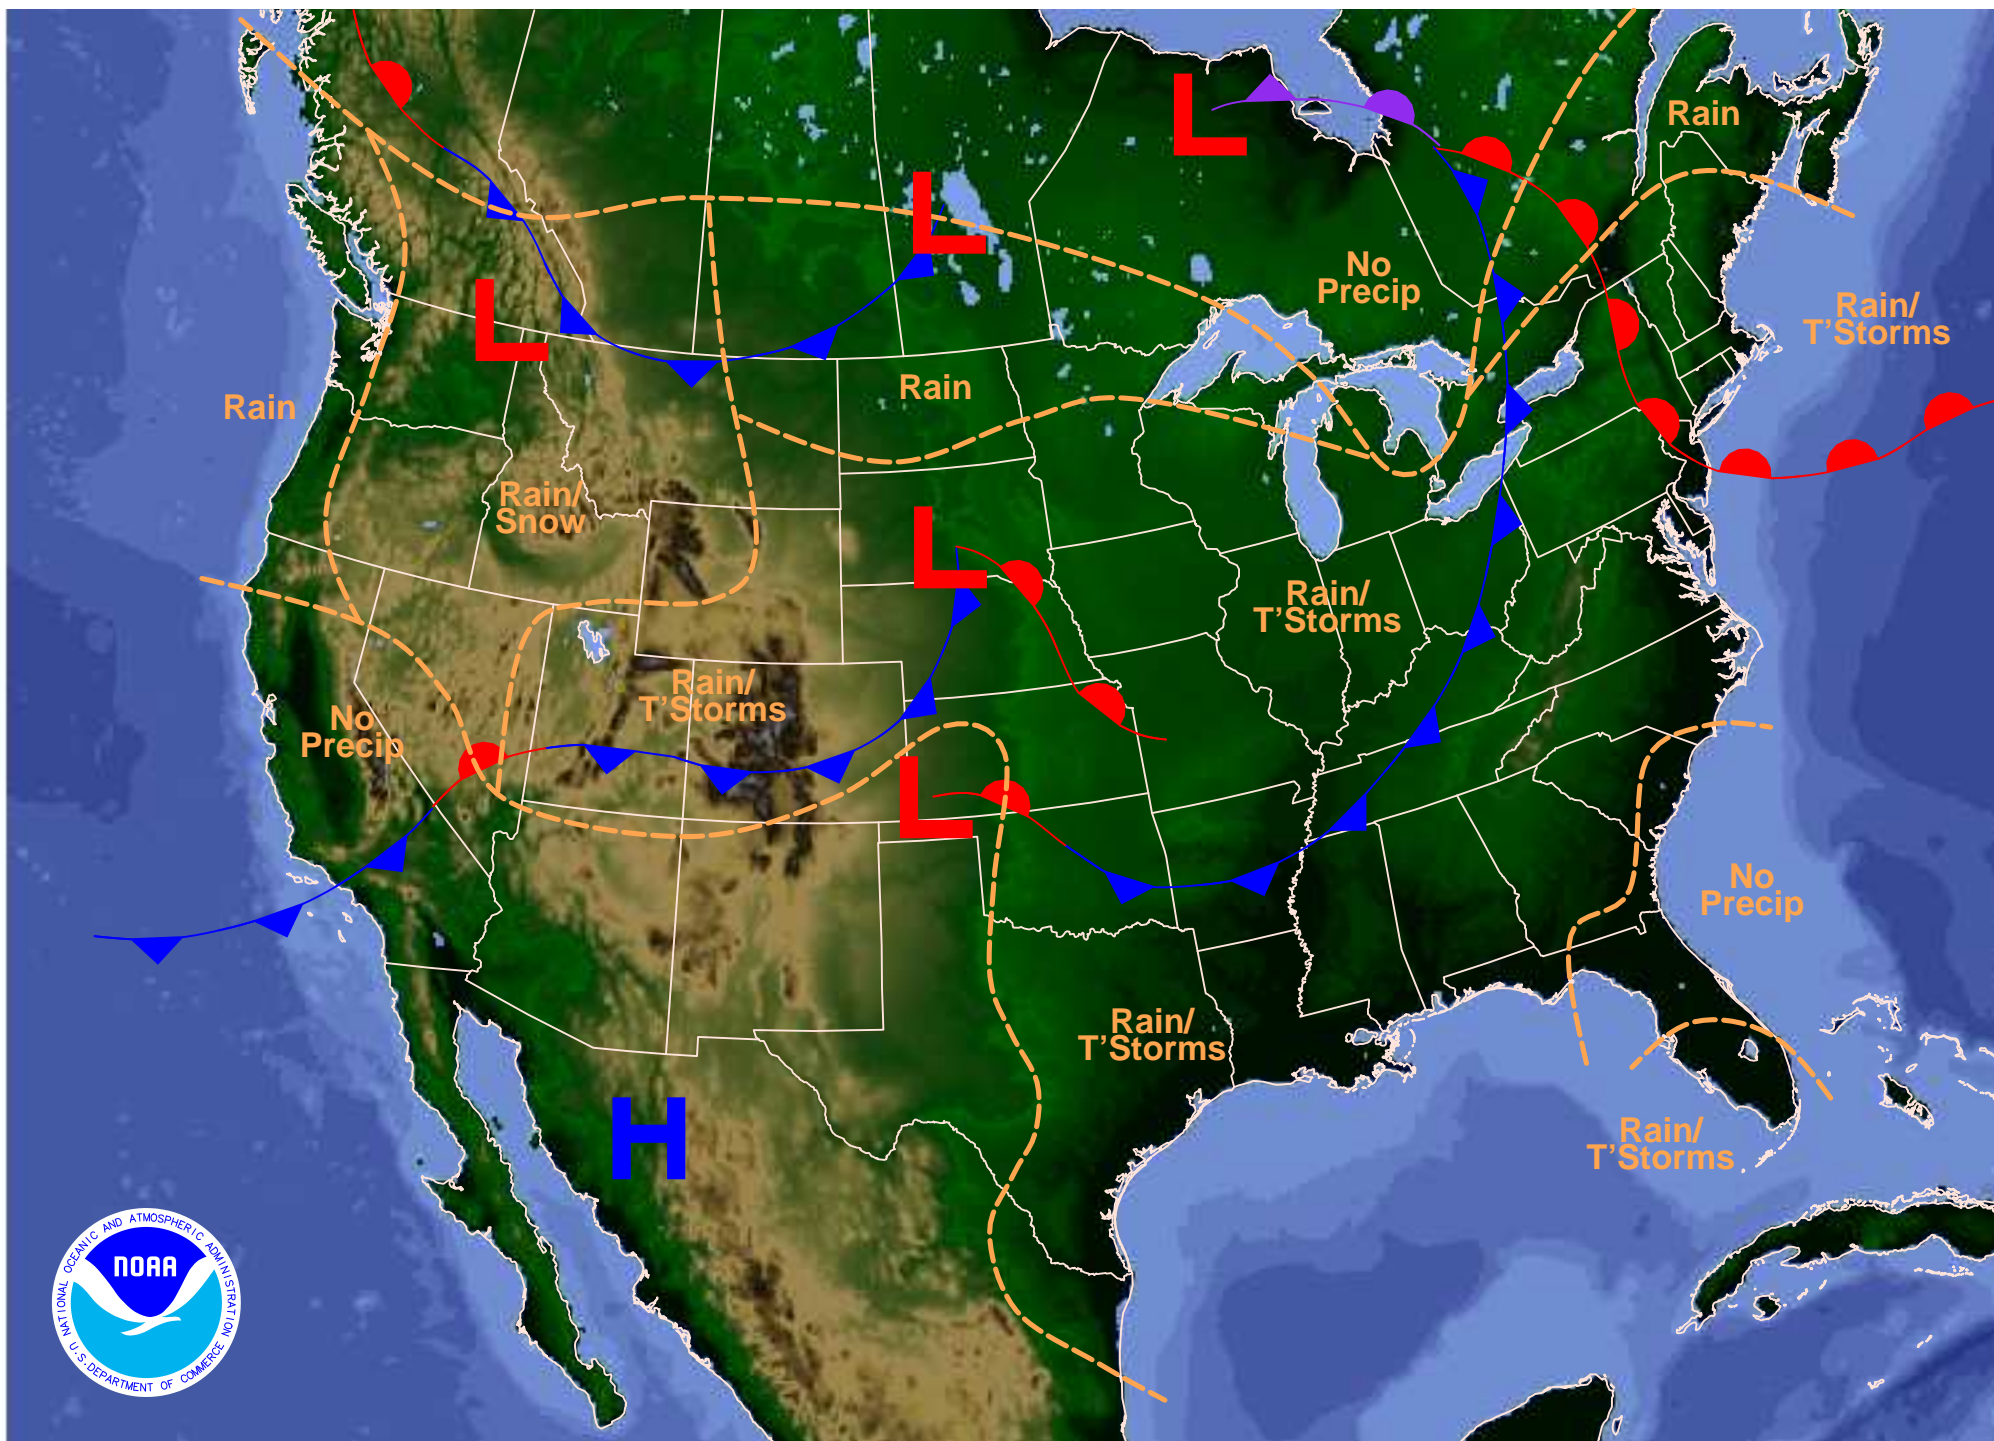 L
Rain
L
No
Precip
Rain/
T'Storms
L
Rain
Rain
Rain/
Snow
L
Rain/
T'Storms
Rain/
T'Storms
No
Precip
L
No
Precip
Rain/
T'Storms
H
Rain/
T'Storms
NATIONAL OCEANIC AND ATMOSPHERIC ADMINISTRATION
NOAA
U.S. DEPARTMENT OF COMMERCE